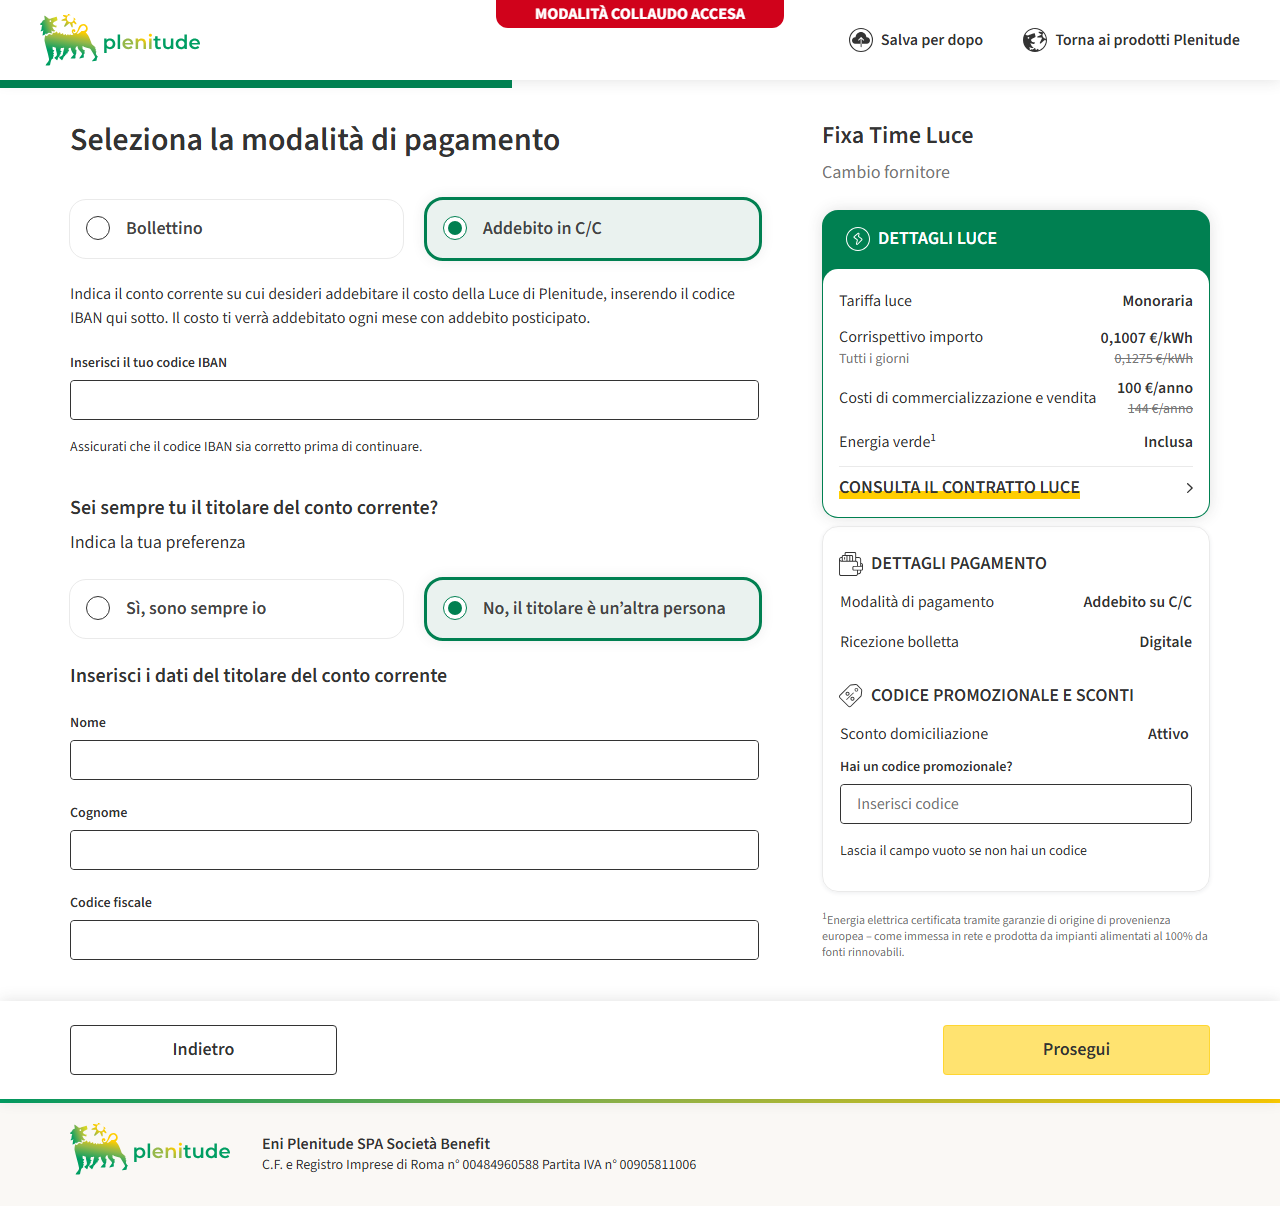 MODALITÀ COLLAUDO ACCESA
plenitude
Salva per dopo
Torna ai prodotti Plenitude
Seleziona la modalità di pagamento
Bollettino
Addebito in C/C
Indica il conto corrente su cui desideri addebitare il costo della Luce di Plenitude, inserendo il codice
IBAN qui sotto. Il costo ti verrà addebitato ogni mese con addebito posticipato.
Inserisci il tuo codice IBAN
Assicurati che il codice IBAN sia corretto prima di continuare.
Sei sempre tu il titolare del conto corrente?
Indica la tua preferenza
Sì, sono sempre io
No, il titolare è un’altra persona
Inserisci i dati del titolare del conto corrente
Nome
Cognome
Codice fiscale
Fixa Time Luce
Cambio fornitore
DETTAGLI LUCE
Tariffa luce
Monoraria
Corrispettivo importo
0,1007 €/kWh
Tutti i giorni
0,1275 €/kWh
Costi di commercializzazione e vendita
100 €/anno
144 €/anno
Energia verde¹
Inclusa
CONSULTA IL CONTRATTO LUCE
DETTAGLI PAGAMENTO
Modalità di pagamento
Addebito su C/C
Ricezione bolletta
Digitale
CODICE PROMOZIONALE E SCONTI
Sconto domiciliazione
Attivo
Hai un codice promozionale?
Inserisci codice
Lascia il campo vuoto se non hai un codice
¹Energia elettrica certificata tramite garanzie di origine di provenienza
europea – come immessa in rete e prodotta da impianti alimentati al 100% da
fonti rinnovabili.
Indietro
Prosegui
plenitude
Eni Plenitude SPA Società Benefit
C.F. e Registro Imprese di Roma n° 00484960588 Partita IVA n° 00905811006